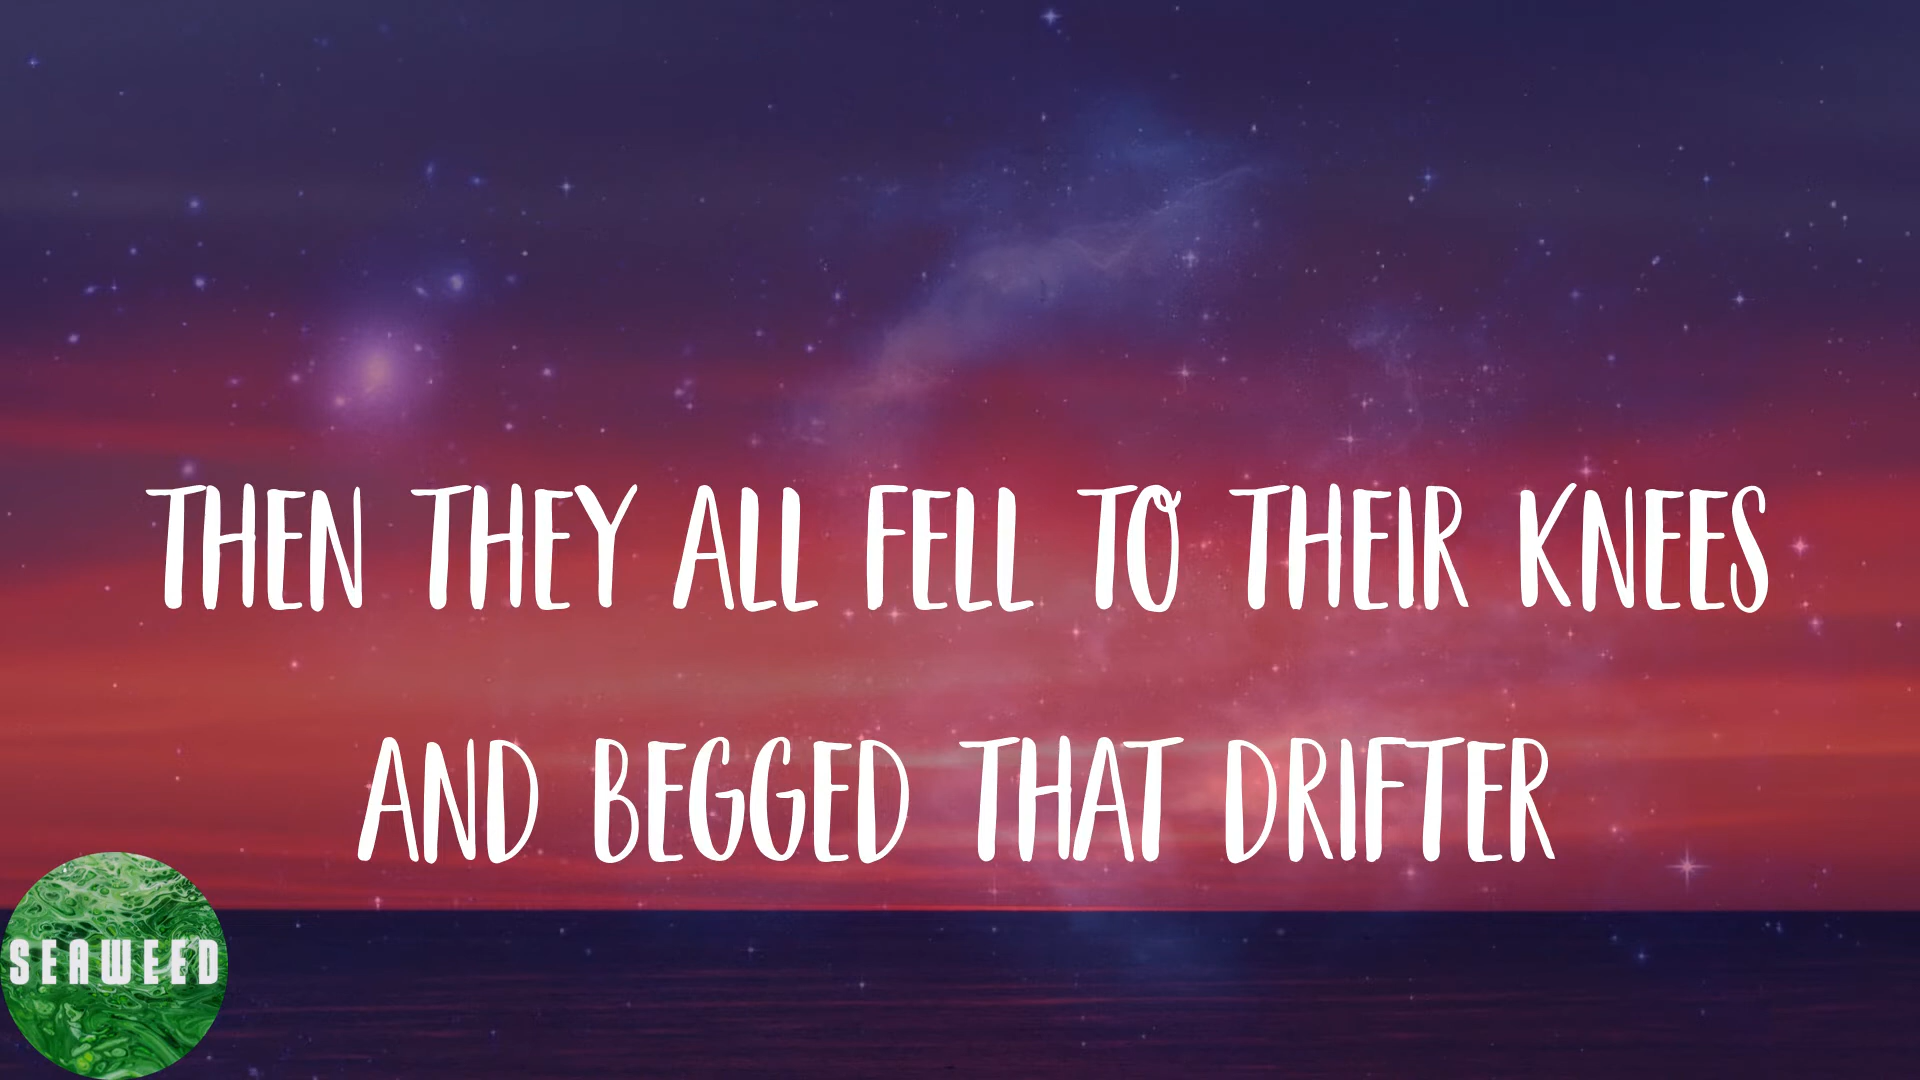 THEN THEY ALL FELL TO THEIR KNEES
AND BEGGED THAT DRIFTER
SEAWEED